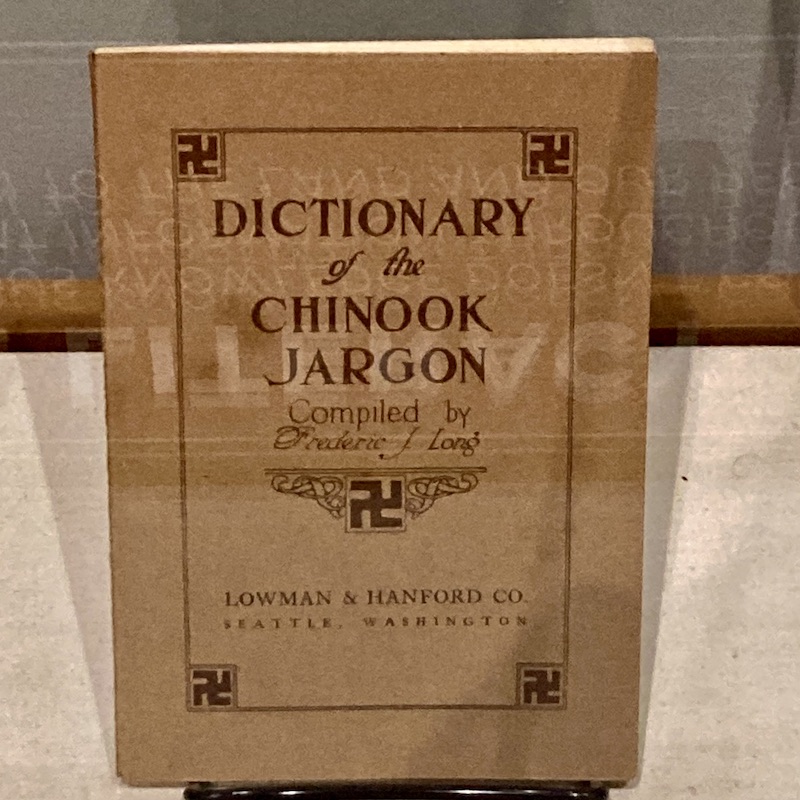 DICTIONARY
of the
CHINOOK
JARGON
Compiled by
Frederic J. Long
LOWMAN & HANFORD CO.
SEATTLE, WASHINGTON